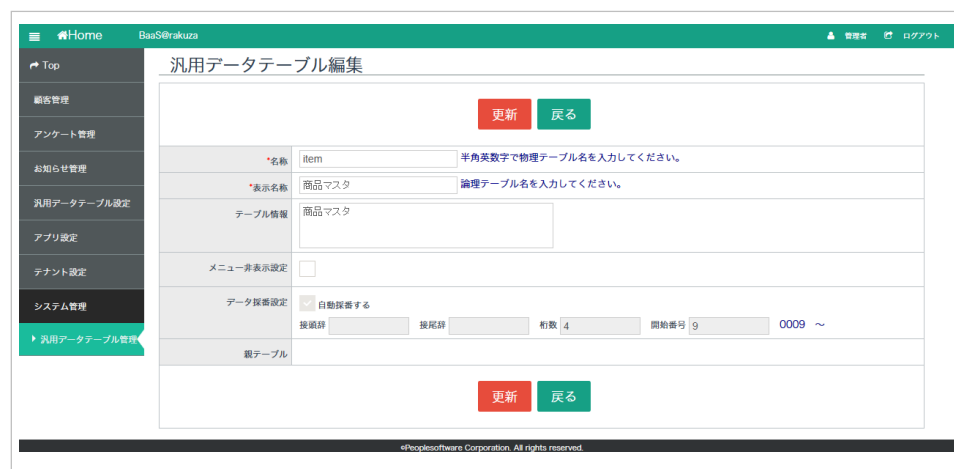 Home BaaS@rakuza 管理者 ログアウト
Top
顧客管理
アンケート管理
お知らせ管理
汎用データテーブル設定
アプリ設定
テナント設定
システム管理
汎用データテーブル管理
汎用データテーブル編集
更新 戻る
*名称 item 半角英数字で物理テーブル名を入力してください。
*表示名称 商品マスタ 論理テーブル名を入力してください。
テーブル情報 商品マスタ
メニュー非表示設定
データ採番設定 自動採番する
接頭辞 接尾辞 桁数 4 開始番号 9 0009 ～
親テーブル
更新 戻る
©Peoplesoftware Corporation. All rights reserved.